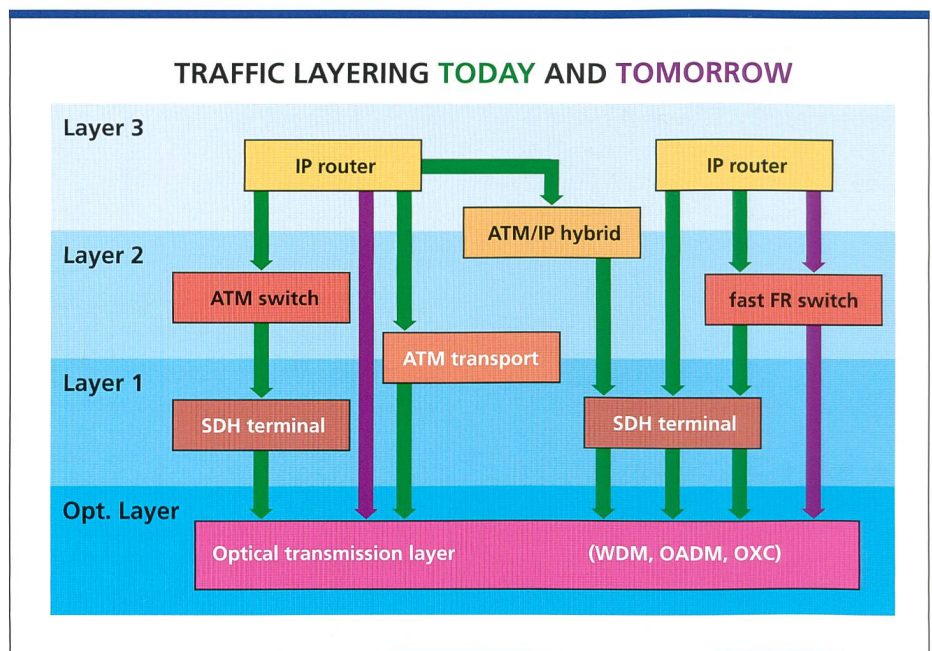 TRAFFIC LAYERING TODAY AND TOMORROW
Layer 3
IP router
IP router
ATM/IP hybrid
Layer 2
ATM switch
fast FR switch
ATM transport
Layer 1
SDH terminal
SDH terminal
Opt. Layer
Optical transmission layer (WDM, OADM, OXC)